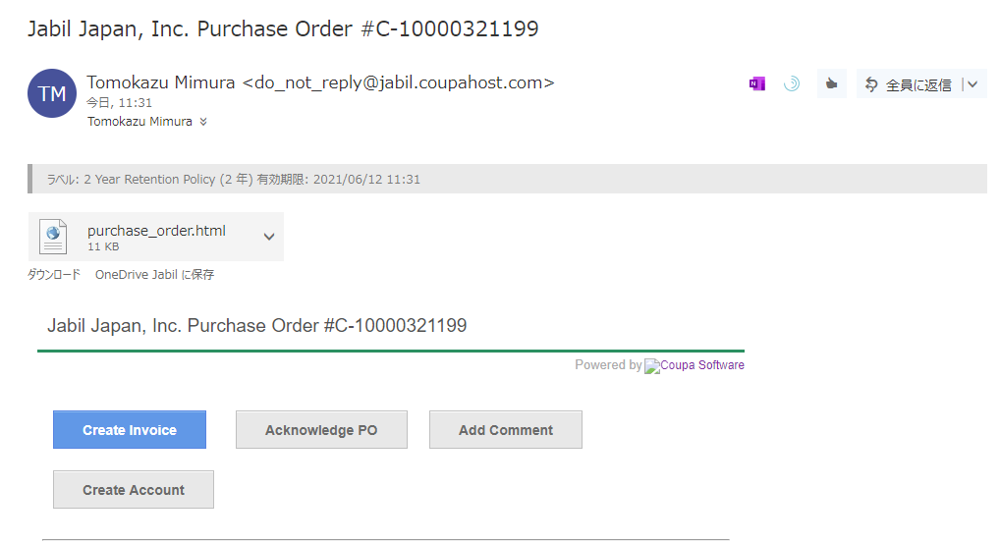 Jabil Japan, Inc. Purchase Order #C-10000321199
TM
Tomokazu Mimura <do_not_reply@jabil.coupahost.com>
今日, 11:31
Tomokazu Mimura
全員に返信
ラベル: 2 Year Retention Policy (2 年) 有効期限: 2021/06/12 11:31
purchase_order.html
11 KB
ダウンロード OneDrive Jabil に保存
Jabil Japan, Inc. Purchase Order #C-10000321199
Powered by Coupa Software
Create Invoice Acknowledge PO Add Comment
Create Account